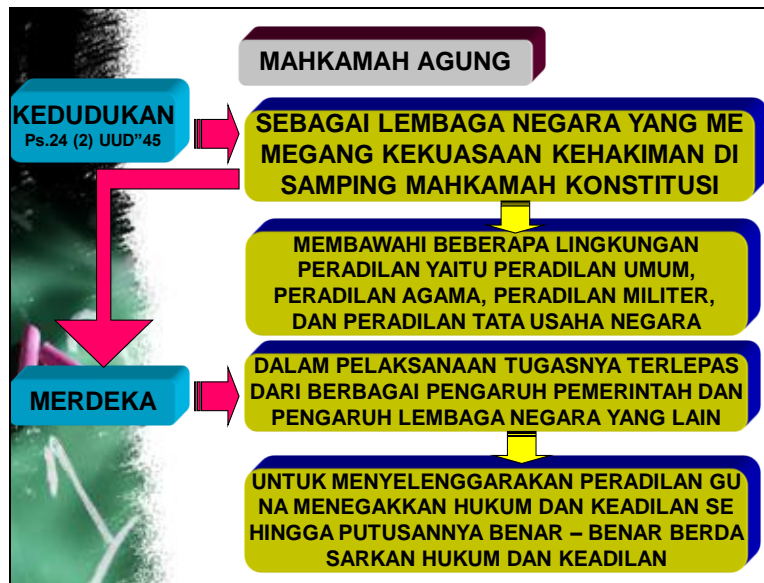 MAHKAMAH AGUNG
KEDUDUKAN
Ps.24 (2) UUD"45
SEBAGAI LEMBAGA NEGARA YANG ME
MEGANG KEKUASAAN KEHAKIMAN DI
SAMPING MAHKAMAH KONSTITUSI
MEMBAWAHI BEBERAPA LINGKUNGAN
PERADILAN YAITU PERADILAN UMUM,
PERADILAN AGAMA, PERADILAN MILITER,
DAN PERADILAN TATA USAHA NEGARA
MERDEKA
DALAM PELAKSANAAN TUGASNYA TERLEPAS
DARI BERBAGAI PENGARUH PEMERINTAH DAN
PENGARUH LEMBAGA NEGARA YANG LAIN
UNTUK MENYELENGGARAKAN PERADILAN GU
NA MENEGAKKAN HUKUM DAN KEADILAN SE
HINGGA PUTUSANNYA BENAR – BENAR BERDA
SARKAN HUKUM DAN KEADILAN